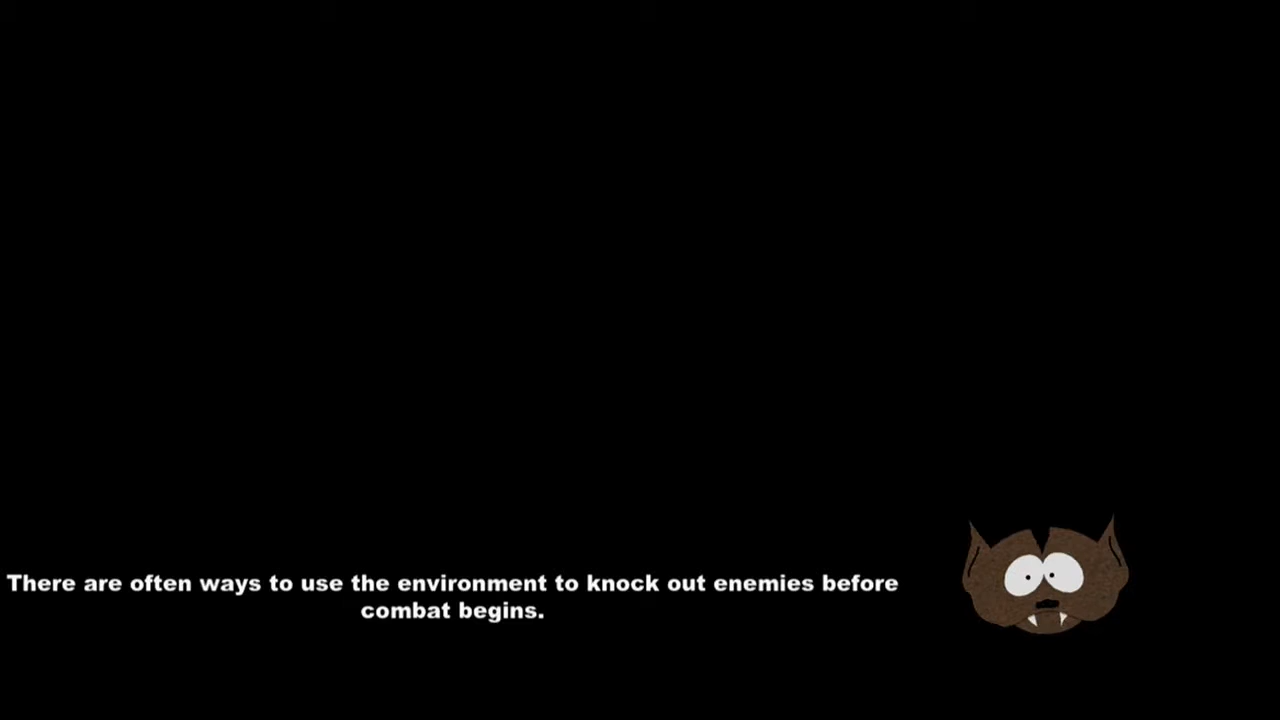 There are often ways to use the environment to knock out enemies before
combat begins.